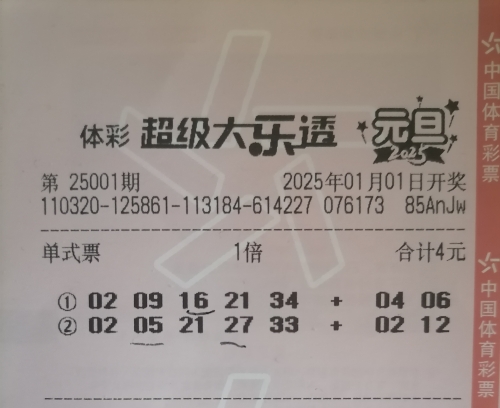 体彩 超级大乐透 元旦 2025
第 25001期 2025年01月01日开奖
110320-125861-113184-614227 076173 85AnJw
单式票 1倍 合计4元
① 02 09 16 21 34 + 04 06
② 02 05 21 27 33 + 02 12
中国体育彩票
中国体育彩票